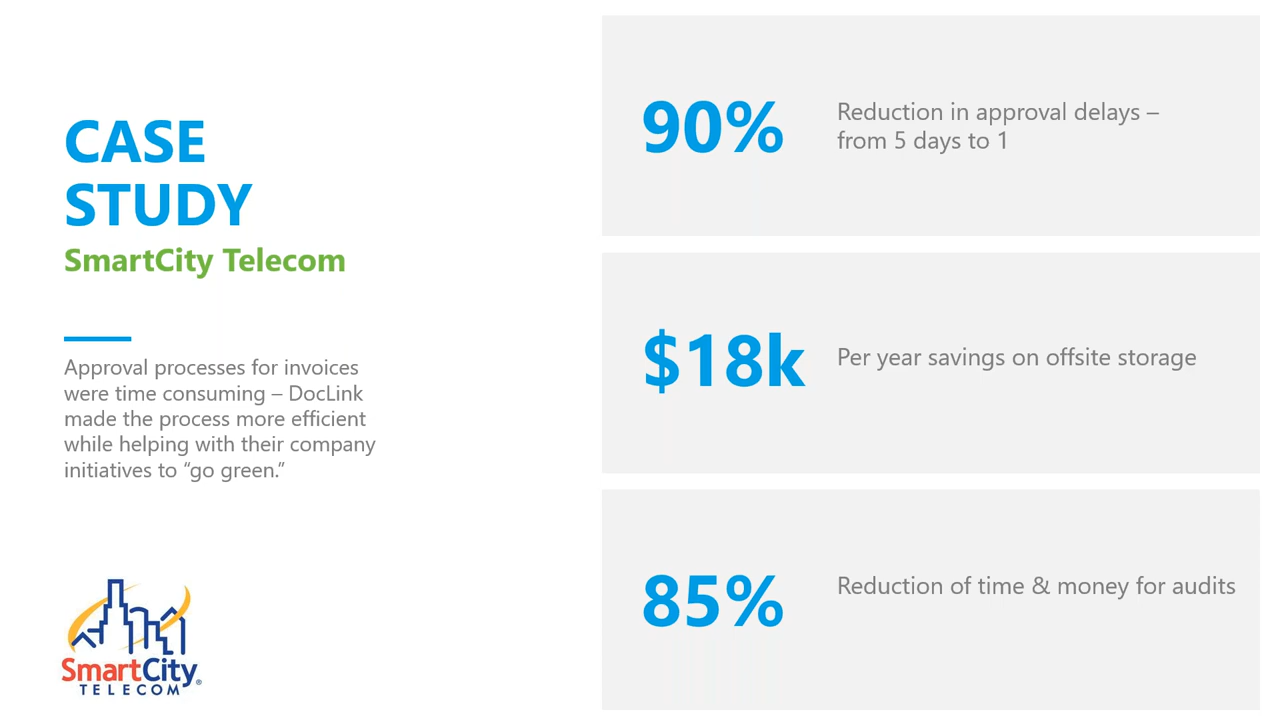 CASE
STUDY
SmartCity Telecom
Approval processes for invoices
were time consuming – DocLink
made the process more efficient
while helping with their company
initiatives to “go green.”
SmartCity®
TELECOM
90%
Reduction in approval delays –
from 5 days to 1
$18k
Per year savings on offsite storage
85%
Reduction of time & money for audits